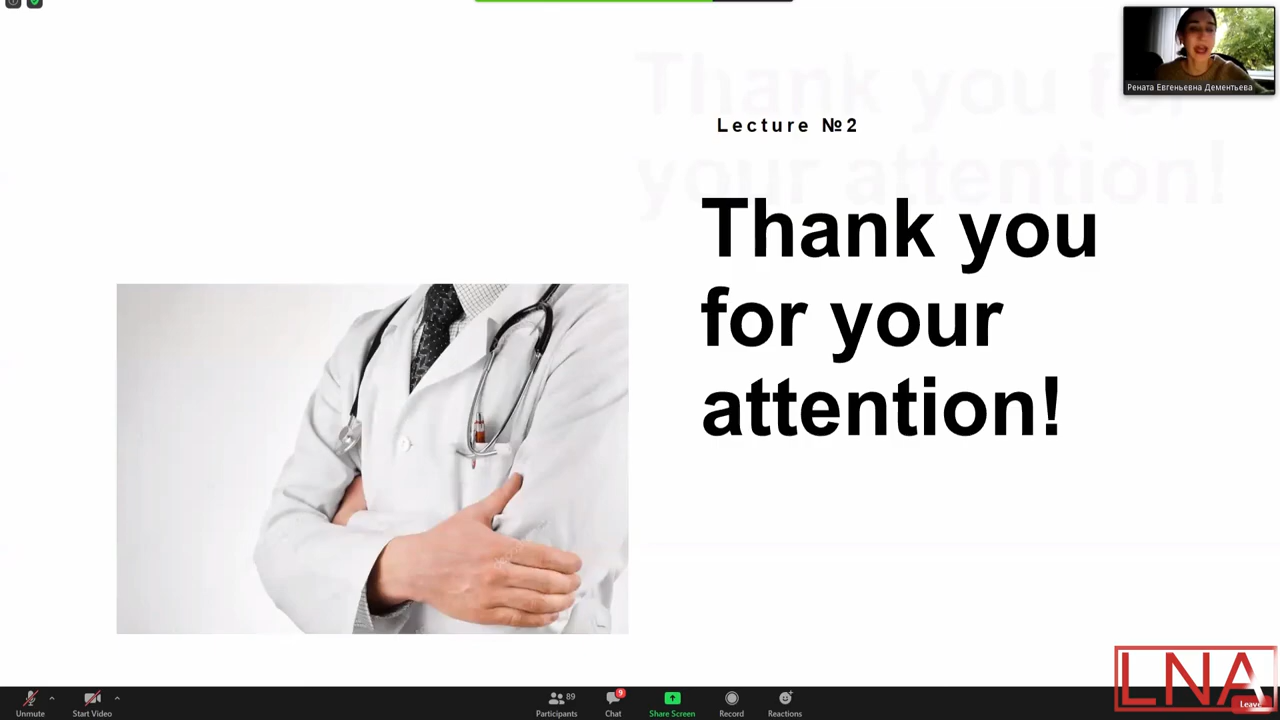 Рената Евгеньевна Дементьева
Lecture №2
Thank you
for your
attention!
Unmute
Start Video
89
Participants
9
Chat
Share Screen
Record
Reactions
LNA
Leave